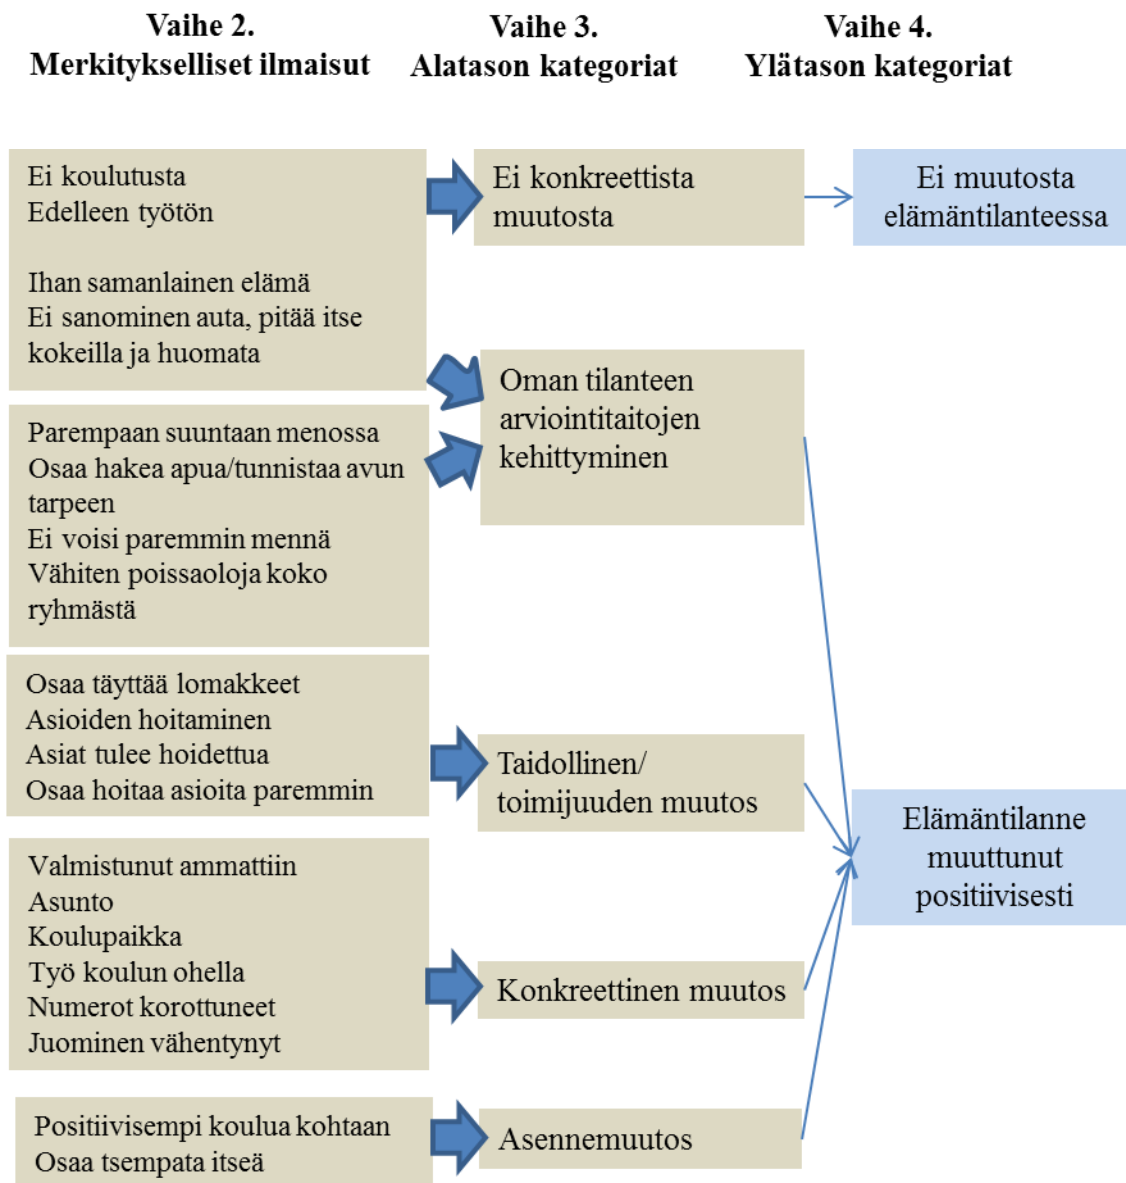 Vaihe 2.
Merkitykselliset ilmaisut
Vaihe 3.
Alatason kategoriat
Vaihe 4.
Ylätason kategoriat
Ei koulutusta
Edelleen työtön
Ihan samanlainen elämä
Ei sanominen auta, pitää itse
kokeilla ja huomata
Ei konkreettista
muutosta
Ei muutosta
elämäntilanteessa
Parempaan suuntaan menossa
Osaa hakea apua/tunnistaa avun
tarpeen
Ei voisi paremmin mennä
Vähiten poissaoloja koko
ryhmästä
Oman tilanteen
arviointitaitojen
kehittyminen
Osaa täyttää lomakkeet
Asioiden hoitaminen
Asiat tulee hoidettua
Osaa hoitaa asioita paremmin
Taidollinen/
toimijuuden muutos
Elämäntilanne
muuttunut
positiivisesti
Valmistunut ammattiin
Asunto
Koulupaikka
Työ koulun ohella
Numerot korottuneet
Juominen vähentynyt
Konkreettinen muutos
Positiivisempi koulua kohtaan
Osaa tsempata itseä
Asennemuutos